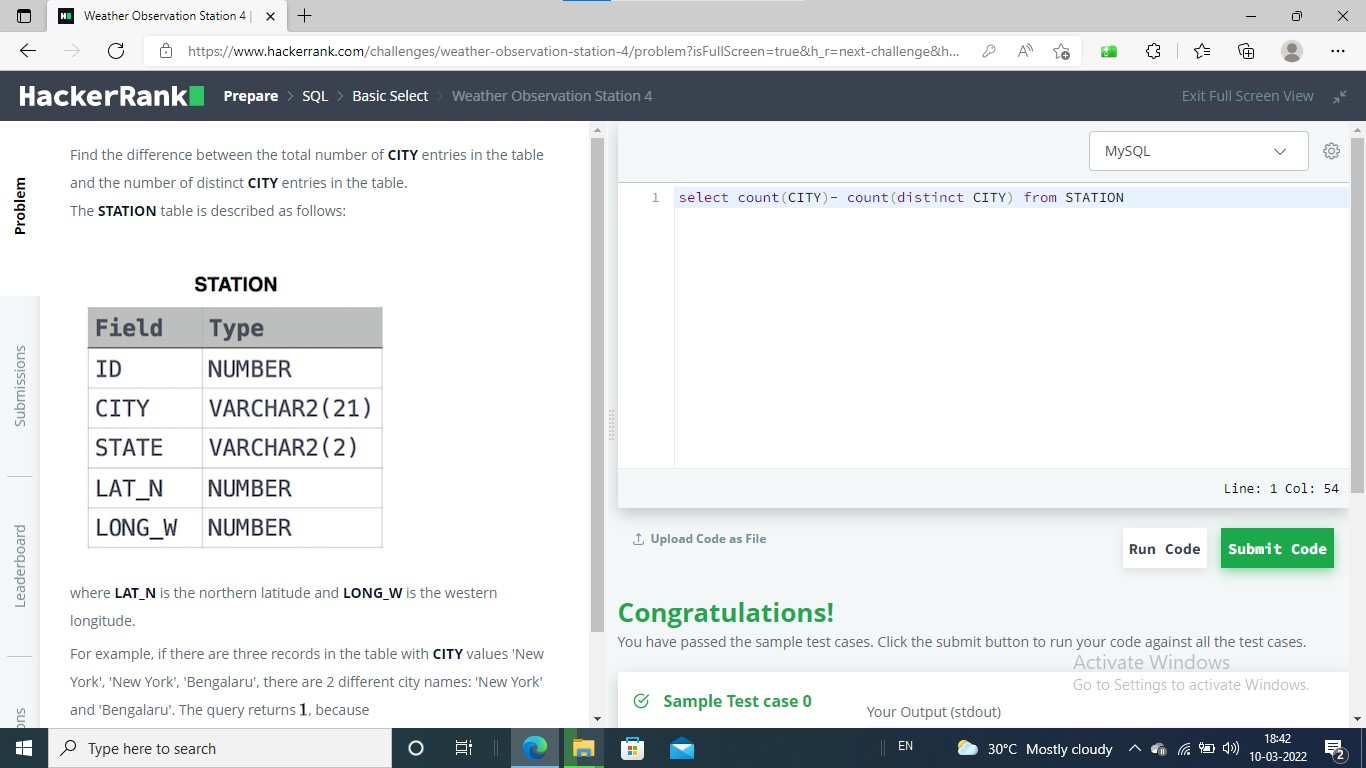 Weather Observation Station 4 |
https://www.hackerrank.com/challenges/weather-observation-station-4/problem?isFullScreen=true&h_r=next-challenge&h...
HackerRank
Prepare > SQL > Basic Select > Weather Observation Station 4
Exit Full Screen View
Problem
Submissions
Leaderboard
Find the difference between the total number of CITY entries in the table
and the number of distinct CITY entries in the table.
The STATION table is described as follows:
STATION
Field Type
ID NUMBER
CITY VARCHAR2(21)
STATE VARCHAR2(2)
LAT_N NUMBER
LONG_W NUMBER
where LAT_N is the northern latitude and LONG_W is the western
longitude.
For example, if there are three records in the table with CITY values 'New
York', 'New York', 'Bengalaru', there are 2 different city names: 'New York'
and 'Bengalaru'. The query returns 1, because
MySQL
1 select count(CITY)- count(distinct CITY) from STATION
Line: 1 Col: 54
Upload Code as File
Run Code
Submit Code
Congratulations!
You have passed the sample test cases. Click the submit button to run your code against all the test cases.
Activate Windows
Go to Settings to activate Windows.
Sample Test case 0
Your Output (stdout)
Type here to search
EN
30°C Mostly cloudy
18:42
10-03-2022
2